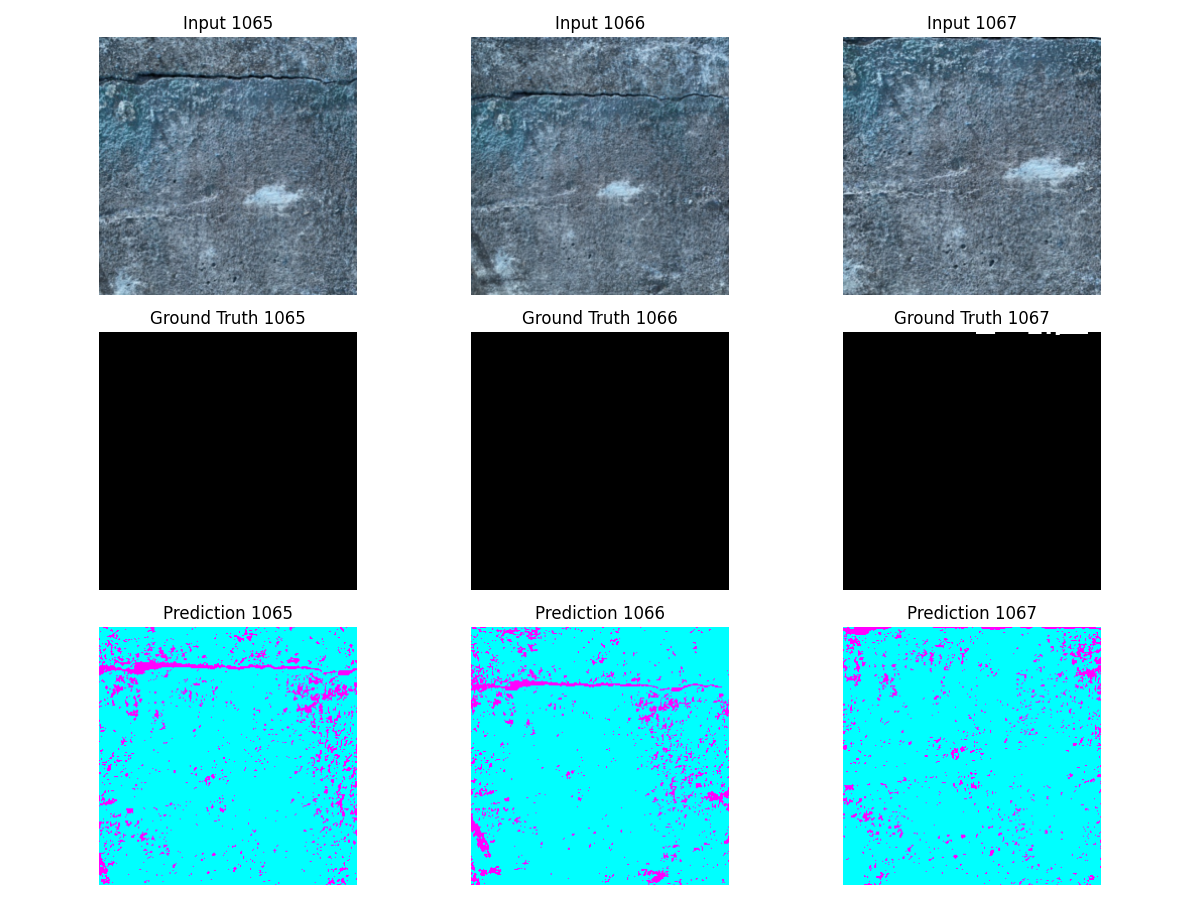 Input 1065
Input 1066
Input 1067
Ground Truth 1065
Ground Truth 1066
Ground Truth 1067
Prediction 1065
Prediction 1066
Prediction 1067